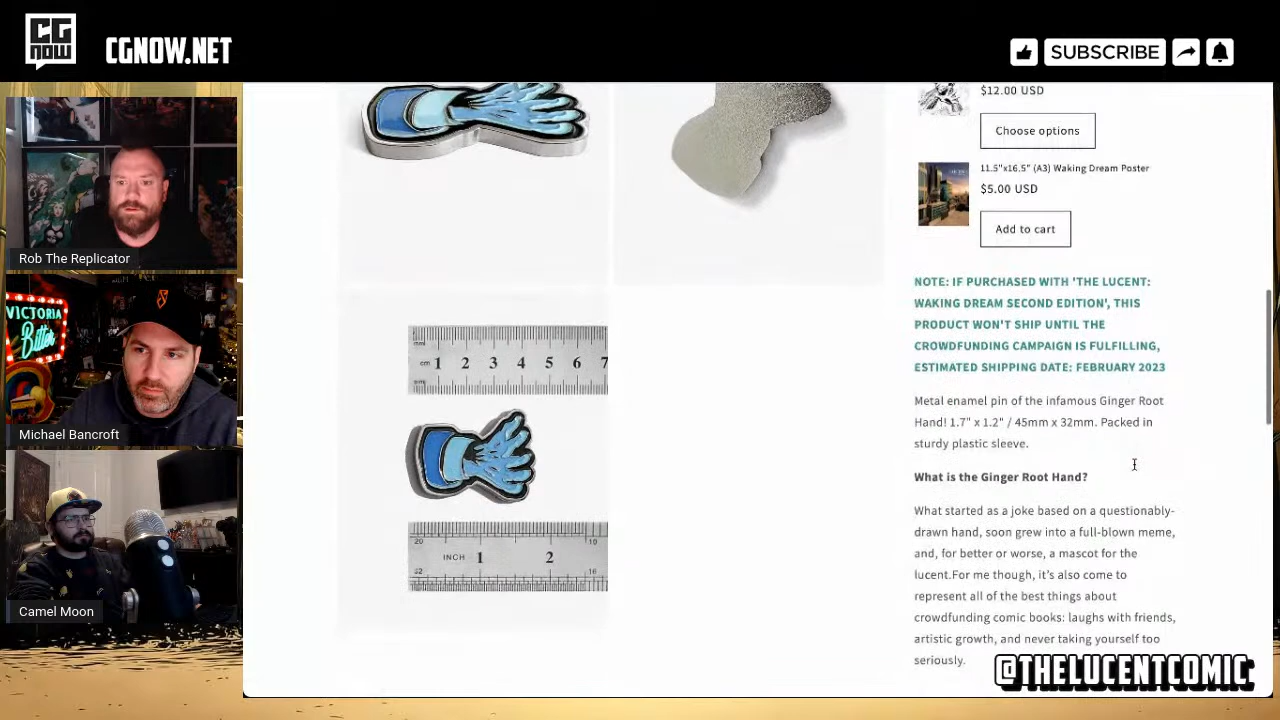 CG
NOW
CGNOW.NET
SUBSCRIBE
Rob The Replicator
VICTORIA
Bitter
Michael Bancroft
Camel Moon
mm
cm 1 2 3 4 5 6 7
20 19
INCH 1 2
16
$12.00 USD
Choose options
11.5"x16.5" (A3) Waking Dream Poster
$5.00 USD
Add to cart
NOTE: IF PURCHASED WITH 'THE LUCENT:
WAKING DREAM SECOND EDITION', THIS
PRODUCT WON'T SHIP UNTIL THE
CROWDFUNDING CAMPAIGN IS FULFILLING,
ESTIMATED SHIPPING DATE: FEBRUARY 2023
Metal enamel pin of the infamous Ginger Root
Hand! 1.7" x 1.2" / 45mm x 32mm. Packed in
sturdy plastic sleeve.
What is the Ginger Root Hand?
What started as a joke based on a questionably-
drawn hand, soon grew into a full-blown meme,
and, for better or worse, a mascot for the
lucent.For me though, it's also come to
represent all of the best things about
crowdfunding comic books: laughs with friends,
artistic growth, and never taking yourself too
seriously.
@THELUCENTCOMIC